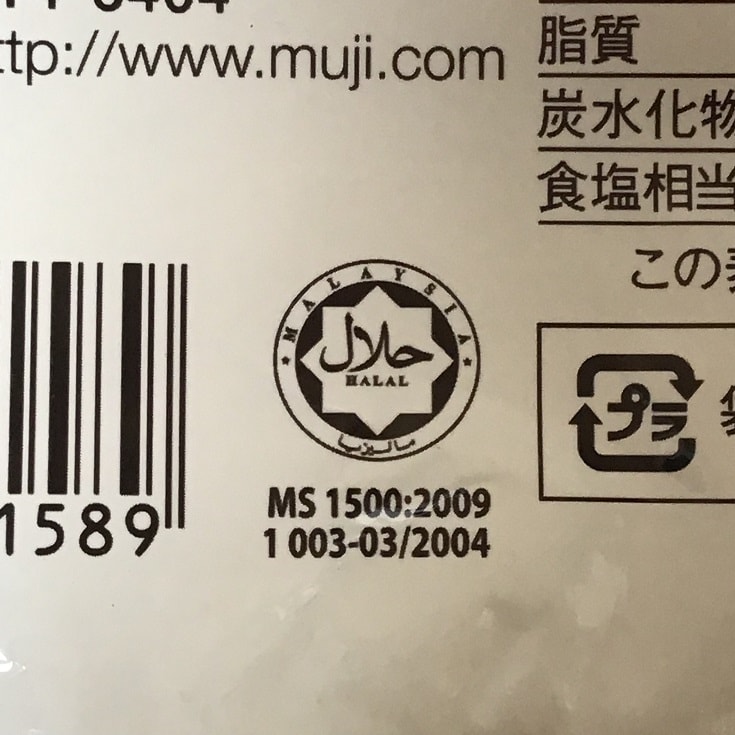 http://www.muji.com
脂質
炭水化物
食塩相当
この
MALAYSIA
حلال
HALAL
ماليزيا
プラ
MS 1500:2009
1 003-03/2004
1589